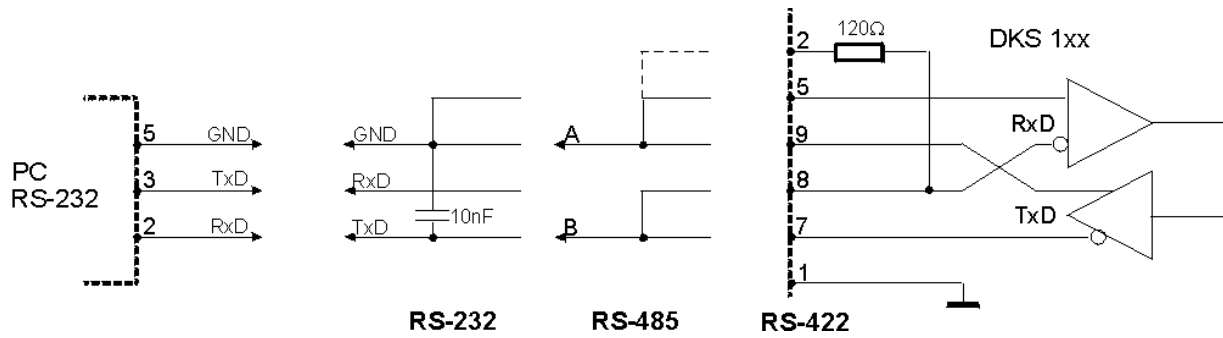 PC
RS-232
5
GND
3
TxD
2
RxD
GND
RxD
TxD
10nF
RS-232
A
B
RS-485
2
5
9
8
7
1
RS-422
120Ω
DKS 1xx
RxD
TxD